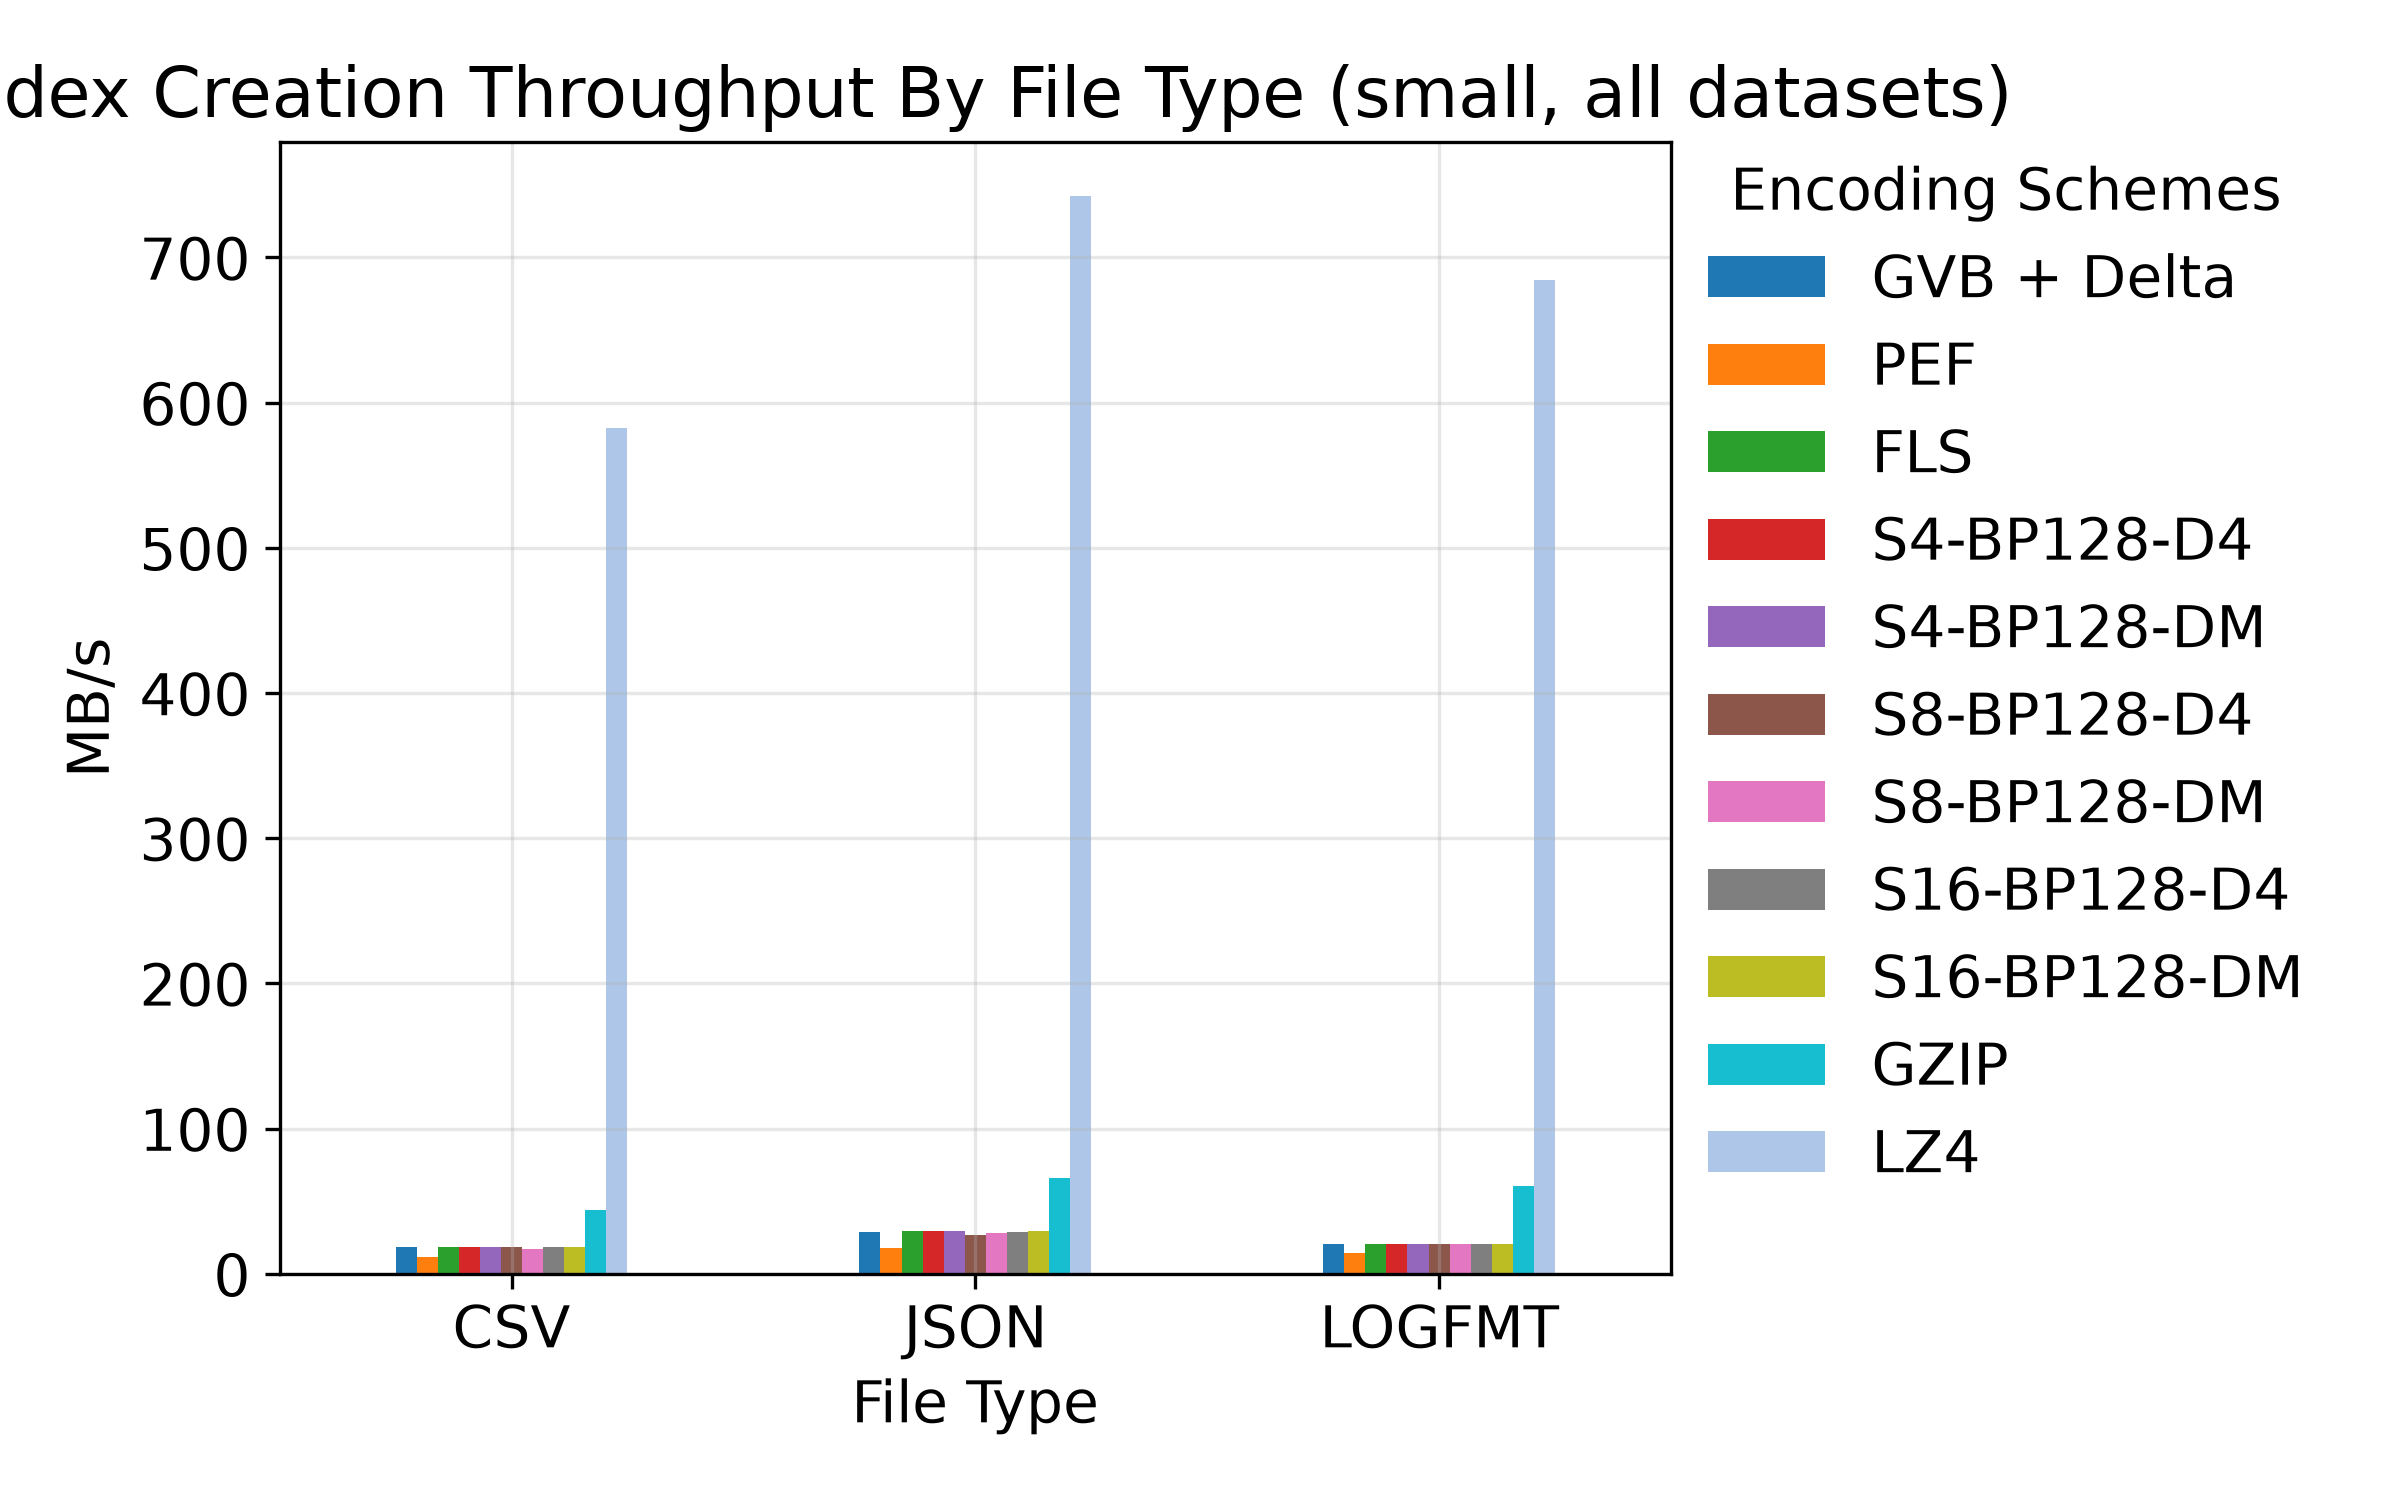 dex Creation Throughput By File Type (small, all datasets)
Encoding Schemes
GVB + Delta
PEF
FLS
S4-BP128-D4
S4-BP128-DM
S8-BP128-D4
S8-BP128-DM
S16-BP128-D4
S16-BP128-DM
GZIP
LZ4
MB/s
700
600
500
400
300
200
100
0
CSV JSON LOGFMT
File Type